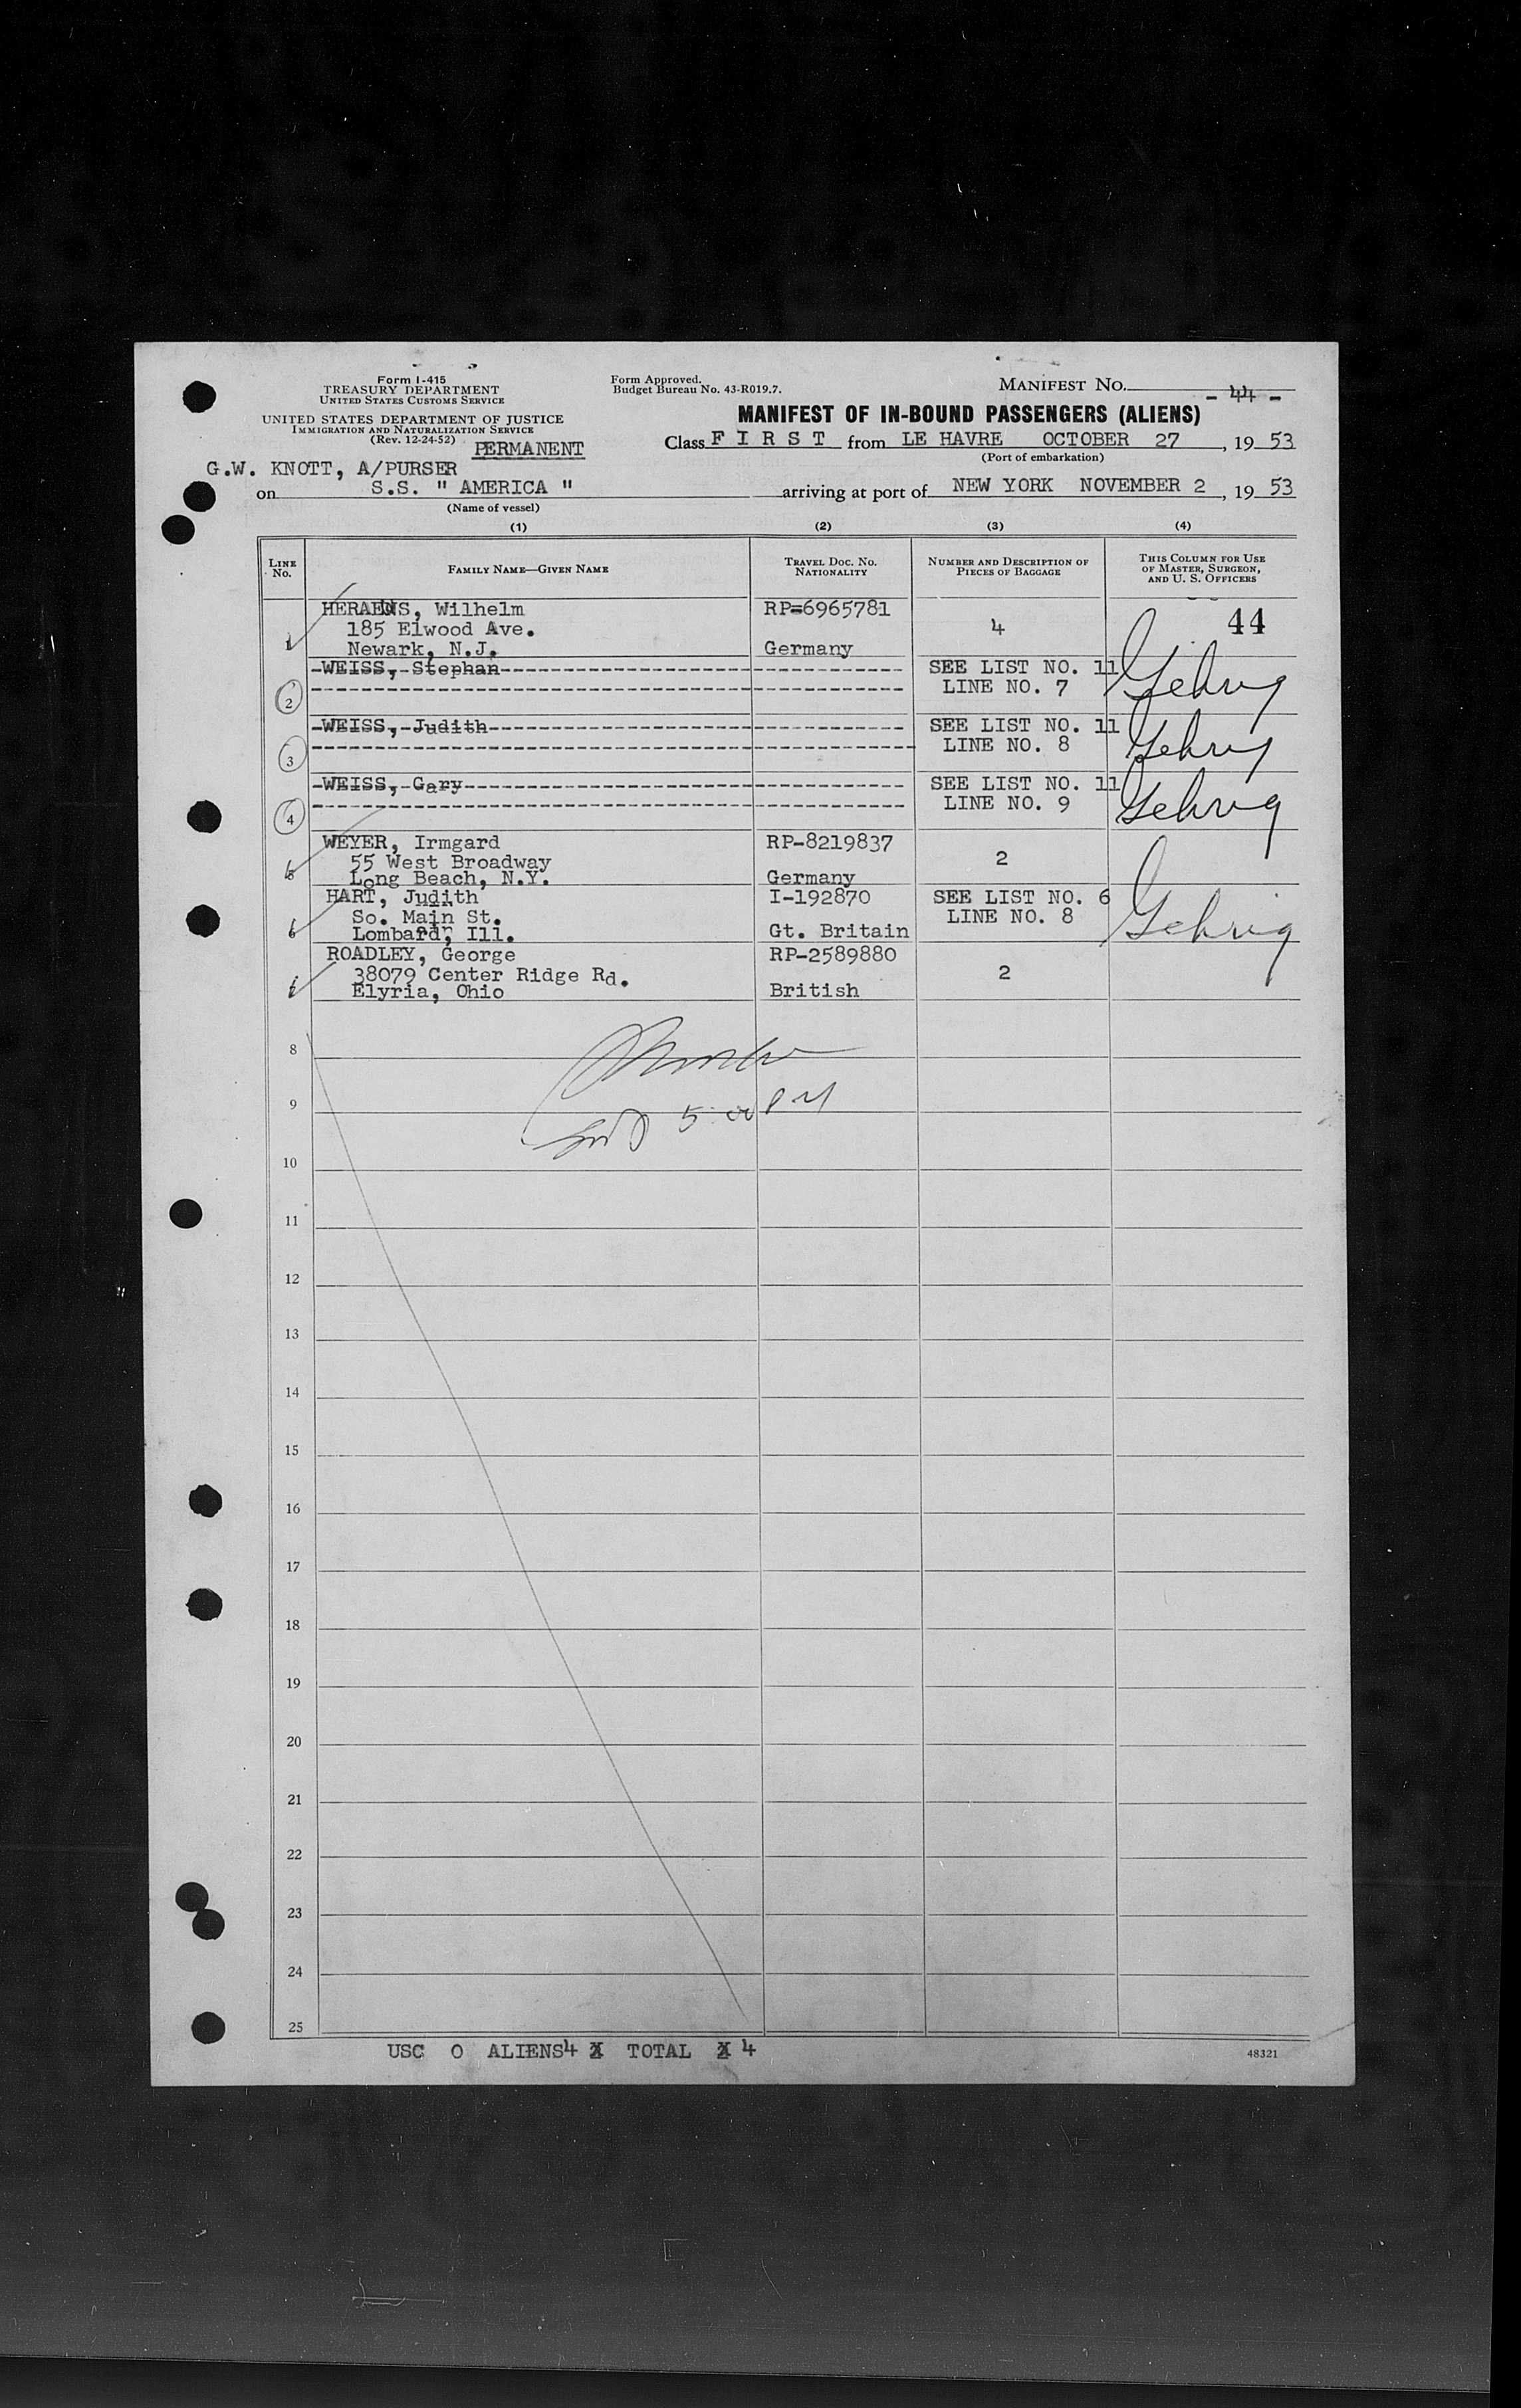 Form I-415
TREASURY DEPARTMENT
UNITED STATES CUSTOMS SERVICE
UNITED STATES DEPARTMENT OF JUSTICE
IMMIGRATION AND NATURALIZATION SERVICE
(Rev. 12-24-52)
PERMANENT
Form Approved.
Budget Bureau No. 43-R019.7.
MANIFEST No. - 44 -
MANIFEST OF IN-BOUND PASSENGERS (ALIENS)
Class F I R S T from LE HAVRE OCTOBER 27, 19 53
(Port of embarkation)
G.W. KNOTT, A/PURSER
on S.S. " AMERICA " arriving at port of NEW YORK NOVEMBER 2, 19 53
(Name of vessel)
(1) (2) (3) (4)
LINE No. FAMILY NAME—GIVEN NAME TRAVEL DOC. No. NATIONALITY NUMBER AND DESCRIPTION OF PIECES OF BAGGAGE THIS COLUMN FOR USE OF MASTER, SURGEON, AND U. S. OFFICERS
1 Wilhelm RP-6965781 44
185 Elwood Ave. 4
Newark, N.J. Germany
WEISS, Stephan SEE LIST NO. 11
2 LINE NO. 7 Gehrig
WEISS, Judith SEE LIST NO. 11
3 LINE NO. 8 Gehrig
WEISS, Gary SEE LIST NO. 11
4 LINE NO. 9 Gehrig
WEYER, Irmgard RP-8219837
5 55 West Broadway 2
Long Beach, N.Y. Germany
HART, Judith I-192870 SEE LIST NO. 6
6 So. Main St. LINE NO. 8
Lombard, Ill. Gt. Britain Gehrig
ROADLEY, George RP-2589880
7 38079 Center Ridge Rd. 2
Elyria, Ohio British
8
9 5:00 PM
10
11
12
13
14
15
16
17
18
19
20
21
22
23
24
25
USC 0 ALIENS 4 TOTAL 4
48321